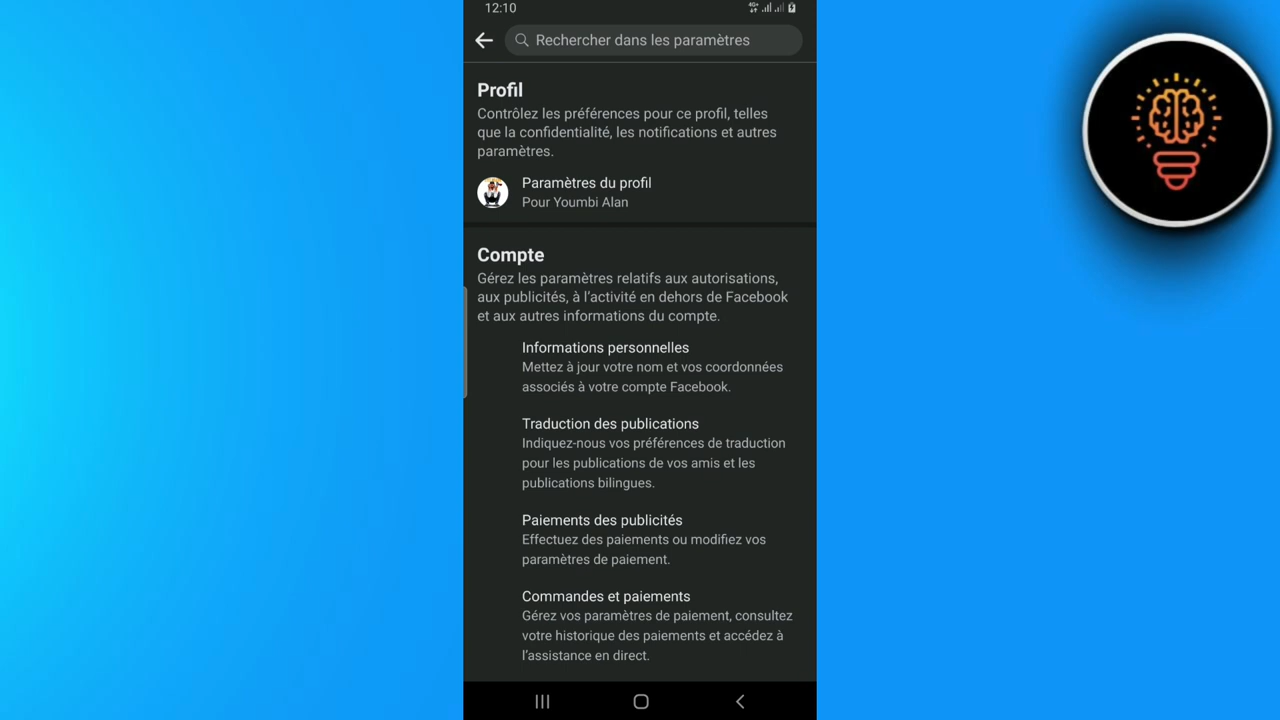 12:10
4G+
Rechercher dans les paramètres
Profil
Contrôlez les préférences pour ce profil, telles
que la confidentialité, les notifications et autres
paramètres.
Paramètres du profil
Pour Youmbi Alan
Compte
Gérez les paramètres relatifs aux autorisations,
aux publicités, à l’activité en dehors de Facebook
et aux autres informations du compte.
Informations personnelles
Mettez à jour votre nom et vos coordonnées
associés à votre compte Facebook.
Traduction des publications
Indiquez-nous vos préférences de traduction
pour les publications de vos amis et les
publications bilingues.
Paiements des publicités
Effectuez des paiements ou modifiez vos
paramètres de paiement.
Commandes et paiements
Gérez vos paramètres de paiement, consultez
votre historique des paiements et accédez à
l’assistance en direct.